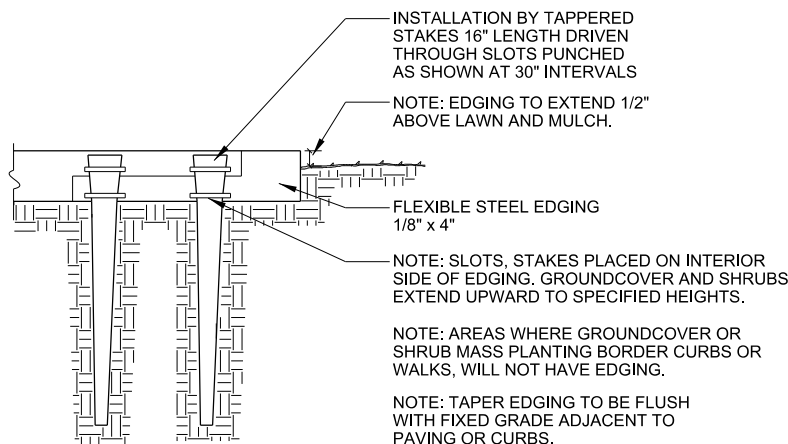 INSTALLATION BY TAPPERED
STAKES 16" LENGTH DRIVEN
THROUGH SLOTS PUNCHED
AS SHOWN AT 30" INTERVALS
NOTE: EDGING TO EXTEND 1/2"
ABOVE LAWN AND MULCH.
FLEXIBLE STEEL EDGING
1/8" x 4"
NOTE: SLOTS, STAKES PLACED ON INTERIOR
SIDE OF EDGING. GROUNDCOVER AND SHRUBS
EXTEND UPWARD TO SPECIFIED HEIGHTS.
NOTE: AREAS WHERE GROUNDCOVER OR
SHRUB MASS PLANTING BORDER CURBS OR
WALKS, WILL NOT HAVE EDGING.
NOTE: TAPER EDGING TO BE FLUSH
WITH FIXED GRADE ADJACENT TO
PAVING OR CURBS.